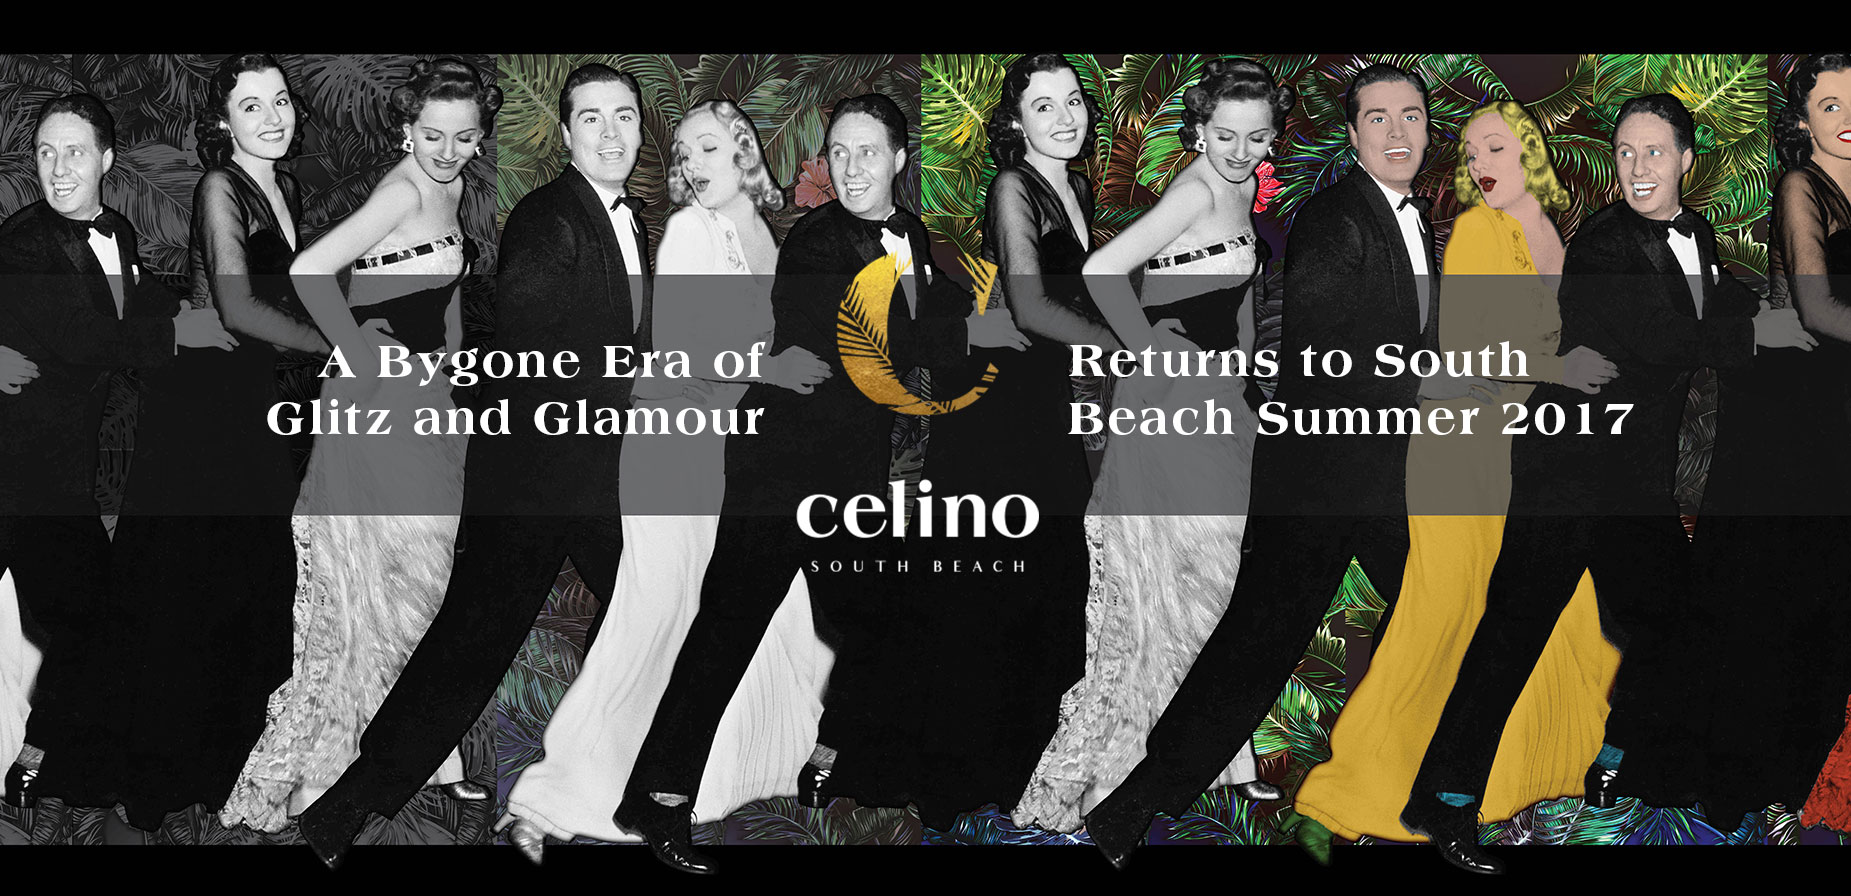 A Bygone Era of
Glitz and Glamour
Returns to South
Beach Summer 2017
celino
SOUTH BEACH